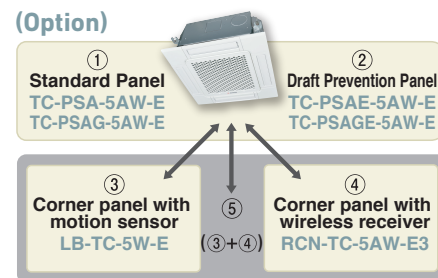 (Option)
①
Standard Panel
TC-PSA-5AW-E
TC-PSAG-5AW-E
②
Draft Prevention Panel
TC-PSAE-5AW-E
TC-PSAGE-5AW-E
③
Corner panel with
motion sensor
LB-TC-5W-E
⑤
(③+④)
④
Corner panel with
wireless receiver
RCN-TC-5AW-E3